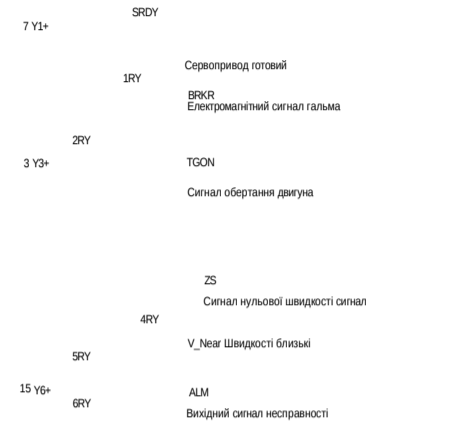 SRDY
7 Y1+
Сервопривод готовий
1RY
BRKR
Електромагнітний сигнал гальма
2RY
3 Y3+
TGON
Сигнал обертання двигуна
ZS
Сигнал нульової швидкості сигнал
4RY
V_Near Швидкості близькі
5RY
15 Y6+
ALM
6RY
Вихідний сигнал несправності